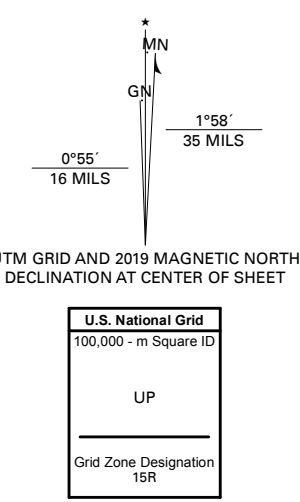 ★
MN
GN
1°58´
35 MILS
0°55´
16 MILS
UTM GRID AND 2019 MAGNETIC NORTH
DECLINATION AT CENTER OF SHEET
U.S. National Grid
100,000 - m Square ID
UP
Grid Zone Designation
15R